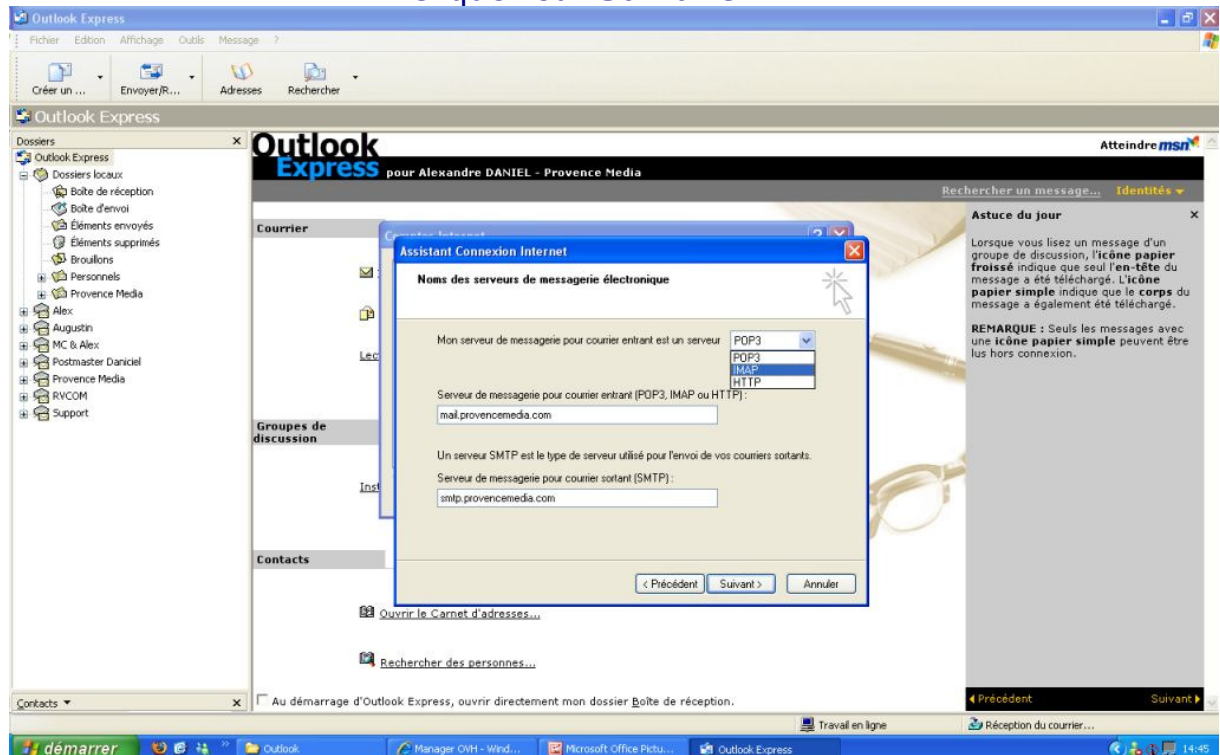 Outlook Express
Fichier Edition Affichage Outils Message ?
Créer un ... Envoyer/R... Adresses Rechercher
Outlook Express
Dossiers
Outlook Express
Dossiers locaux
Boîte de réception
Boîte d'envoi
Éléments envoyés
Éléments supprimés
Brouillons
Personnels
Provence Media
Alex
Augustin
MC & Alex
Postmaster Daniciel
Provence Media
RVCOM
Support
Contacts
Outlook
Express pour Alexandre DANIEL - Provence Media
Atteindre msn
Rechercher un message... Identités
Courrier
Lec
Groupes de
discussion
Inst
Contacts
Ouvrir le Carnet d'adresses...
Rechercher des personnes...
Au démarrage d'Outlook Express, ouvrir directement mon dossier Boîte de réception.
Comptes Internet
Assistant Connexion Internet
Noms des serveurs de messagerie électronique
Mon serveur de messagerie pour courrier entrant est un serveur POP3
POP3
IMAP
HTTP
Serveur de messagerie pour courrier entrant (POP3, IMAP ou HTTP) :
mail.provencemedia.com
Un serveur SMTP est le type de serveur utilisé pour l'envoi de vos courriers sortants.
Serveur de messagerie pour courrier sortant (SMTP) :
smtp.provencemedia.com
< Précédent Suivant > Annuler
Astuce du jour
Lorsque vous lisez un message d'un
groupe de discussion, l'icône papier
froissé indique que seul l'en-tête du
message a été téléchargé. L'icône
papier simple indique que le corps du
message a également été téléchargé.
REMARQUE : Seuls les messages avec
une icône papier simple peuvent être
lus hors connexion.
Précédent Suivant
Travail en ligne Réception du courrier...
démarrer Outlook Manager OVH - Wind... Microsoft Office Pictu... Outlook Express 14:45